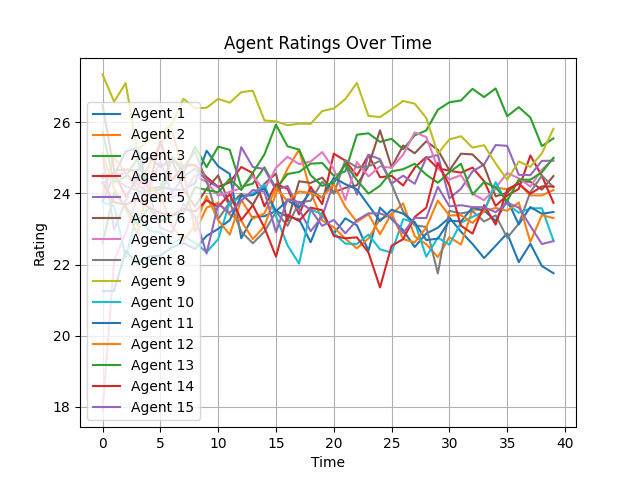 Agent Ratings Over Time
Rating
26
24
22
20
18
Agent 1
Agent 2
Agent 3
Agent 4
Agent 5
Agent 6
Agent 7
Agent 8
Agent 9
Agent 10
Agent 11
Agent 12
Agent 13
Agent 14
Agent 15
0 5 10 15 20 25 30 35 40
Time